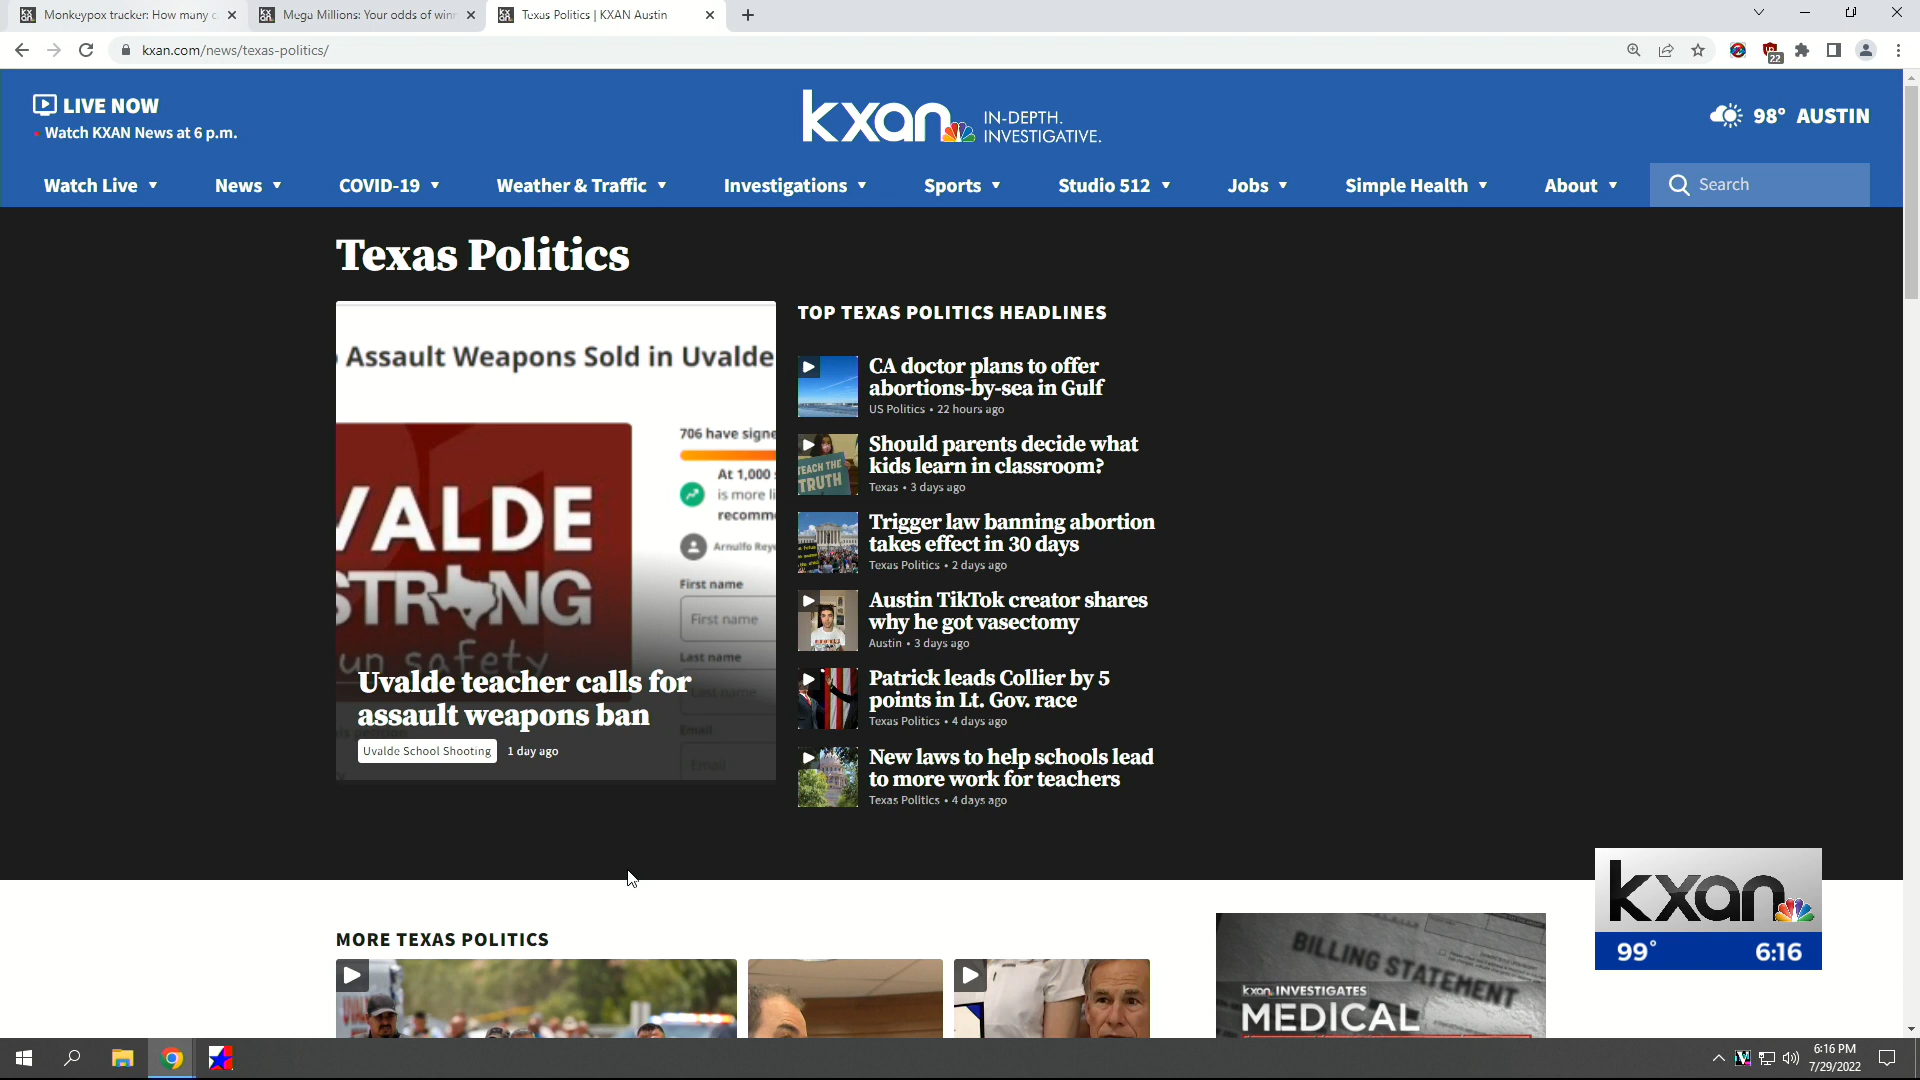 Monkeypox tracker: How many c
Mega Millions: Your odds of winn
Texas Politics | KXAN Austin
kxan.com/news/texas-politics/
22
LIVE NOW
Watch KXAN News at 6 p.m.
kxan
IN-DEPTH.
INVESTIGATIVE.
98° AUSTIN
Watch Live
News
COVID-19
Weather & Traffic
Investigations
Sports
Studio 512
Jobs
Simple Health
About
Search
Texas Politics
Assault Weapons Sold in Uvalde
706 have signe
At 1,000
is more li
recomm
Arnulfo Reye
First name
First name
Last name
Last name
Email
Email
VALDE
STRONG
un safety
Uvalde teacher calls for
assault weapons ban
Uvalde School Shooting
1 day ago
TOP TEXAS POLITICS HEADLINES
CA doctor plans to offer
abortions-by-sea in Gulf
US Politics • 22 hours ago
TEACH THE
TRUTH
Should parents decide what
kids learn in classroom?
Texas • 3 days ago
Trigger law banning abortion
takes effect in 30 days
Texas Politics • 2 days ago
Austin TikTok creator shares
why he got vasectomy
Austin • 3 days ago
Patrick leads Collier by 5
points in Lt. Gov. race
Texas Politics • 4 days ago
New laws to help schools lead
to more work for teachers
Texas Politics • 4 days ago
MORE TEXAS POLITICS
BILLING STATEMENT
kxan INVESTIGATES
MEDICAL
kxan
99° 6:16
6:16 PM
7/29/2022